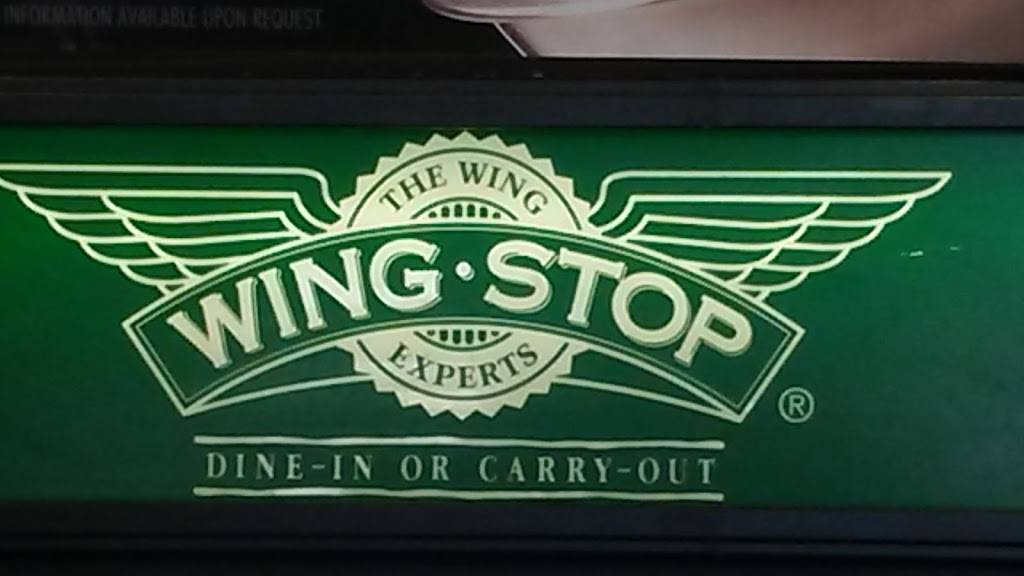 INFORMATION AVAILABLE UPON REQUEST
THE WING
WING·STOP
EXPERTS
®
DINE-IN OR CARRY-OUT